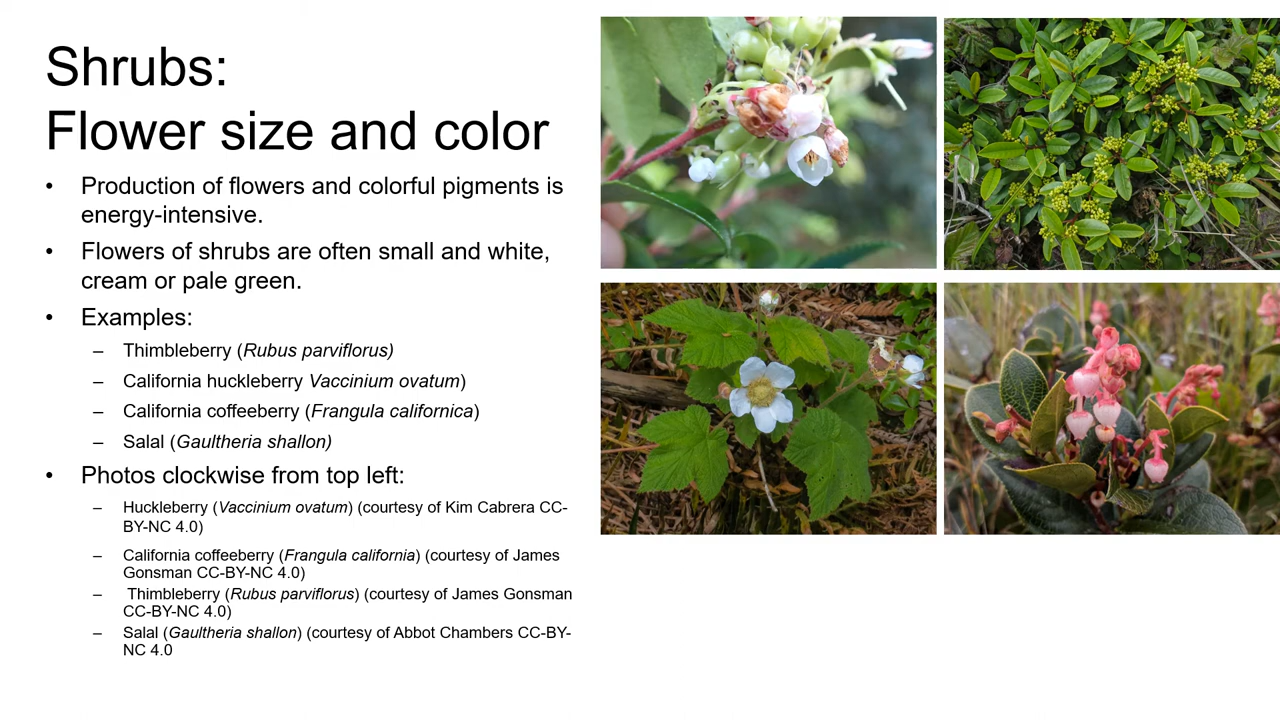 Shrubs:
Flower size and color
• Production of flowers and colorful pigments is
energy-intensive.
• Flowers of shrubs are often small and white,
cream or pale green.
• Examples:
– Thimbleberry (Rubus parviflorus)
– California huckleberry Vaccinium ovatum)
– California coffeeberry (Frangula californica)
– Salal (Gaultheria shallon)
• Photos clockwise from top left:
– Huckleberry (Vaccinium ovatum) (courtesy of Kim Cabrera CC-
BY-NC 4.0)
– California coffeeberry (Frangula california) (courtesy of James
Gonsman CC-BY-NC 4.0)
– Thimbleberry (Rubus parviflorus) (courtesy of James Gonsman
CC-BY-NC 4.0)
– Salal (Gaultheria shallon) (courtesy of Abbot Chambers CC-BY-
NC 4.0